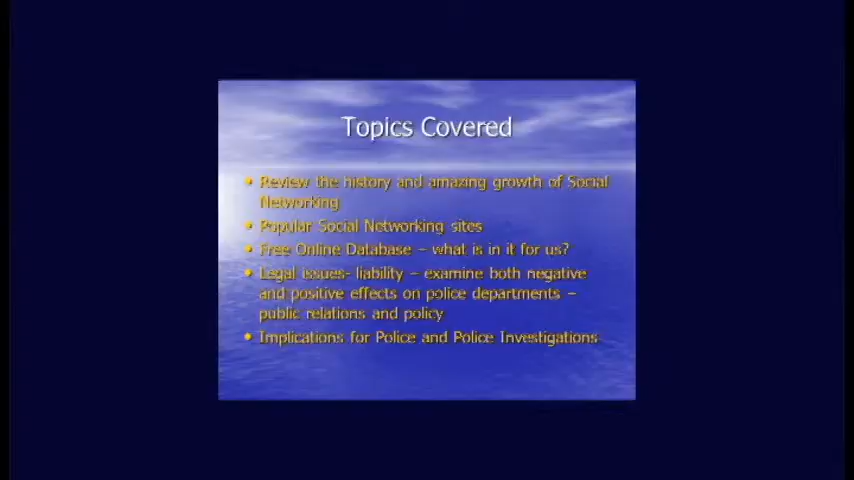 Topics Covered
• Review the history and amazing growth of Social
Networking
• Popular Social Networking sites
• Free Online Database – what is in it for us?
• Legal issues- liability – examine both negative
and positive effects on police departments –
public relations and policy
• Implications for Police and Police Investigations